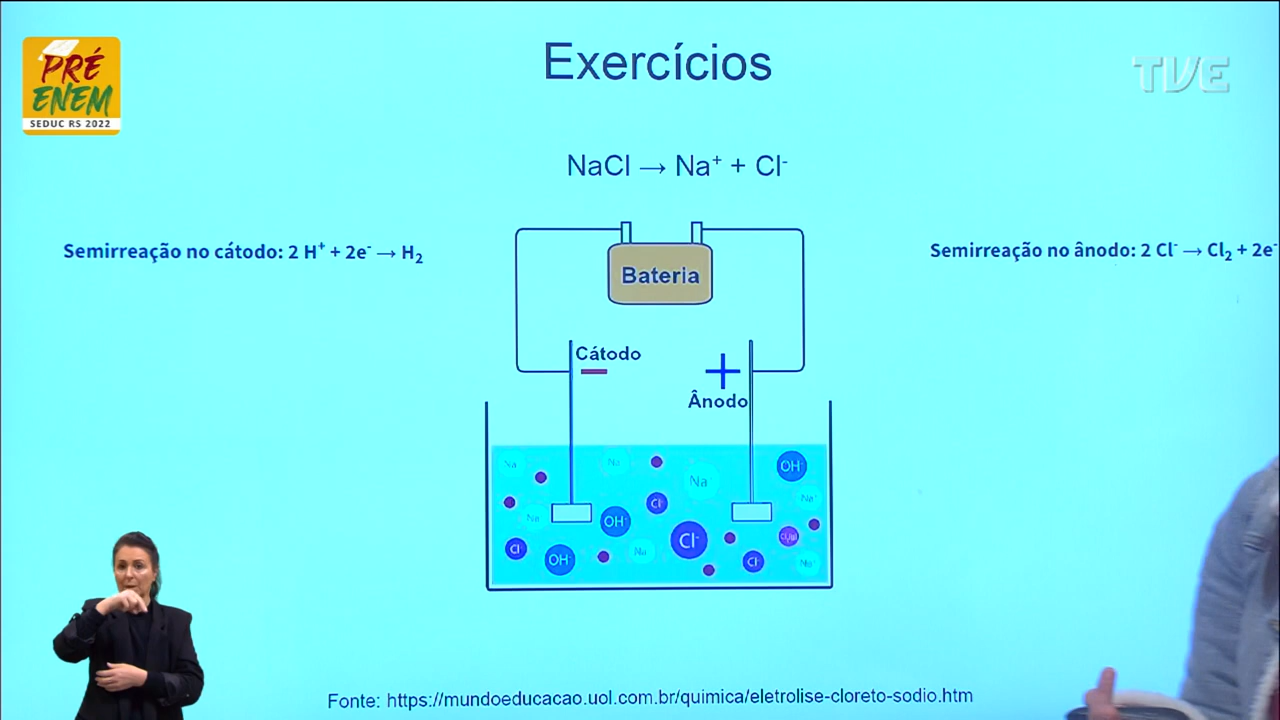 Exercícios
PRÉ
ENEM
SEDUC RS 2022
TVE
NaCl → Na⁺ + Cl⁻
Semirreação no cátodo: 2 H⁺ + 2e⁻ → H₂
Semirreação no ânodo: 2 Cl⁻ → Cl₂ + 2e⁻
Bateria
Cátodo
−
+
Ânodo
Na
Na
Na
OH⁻
Na⁺
Cl
Na
OH⁻
Cl⁻
Cl
OH⁻
Na
Cl⁻
Na⁺
Fonte: https://mundoeducacao.uol.com.br/quimica/eletrolise-cloreto-sodio.htm